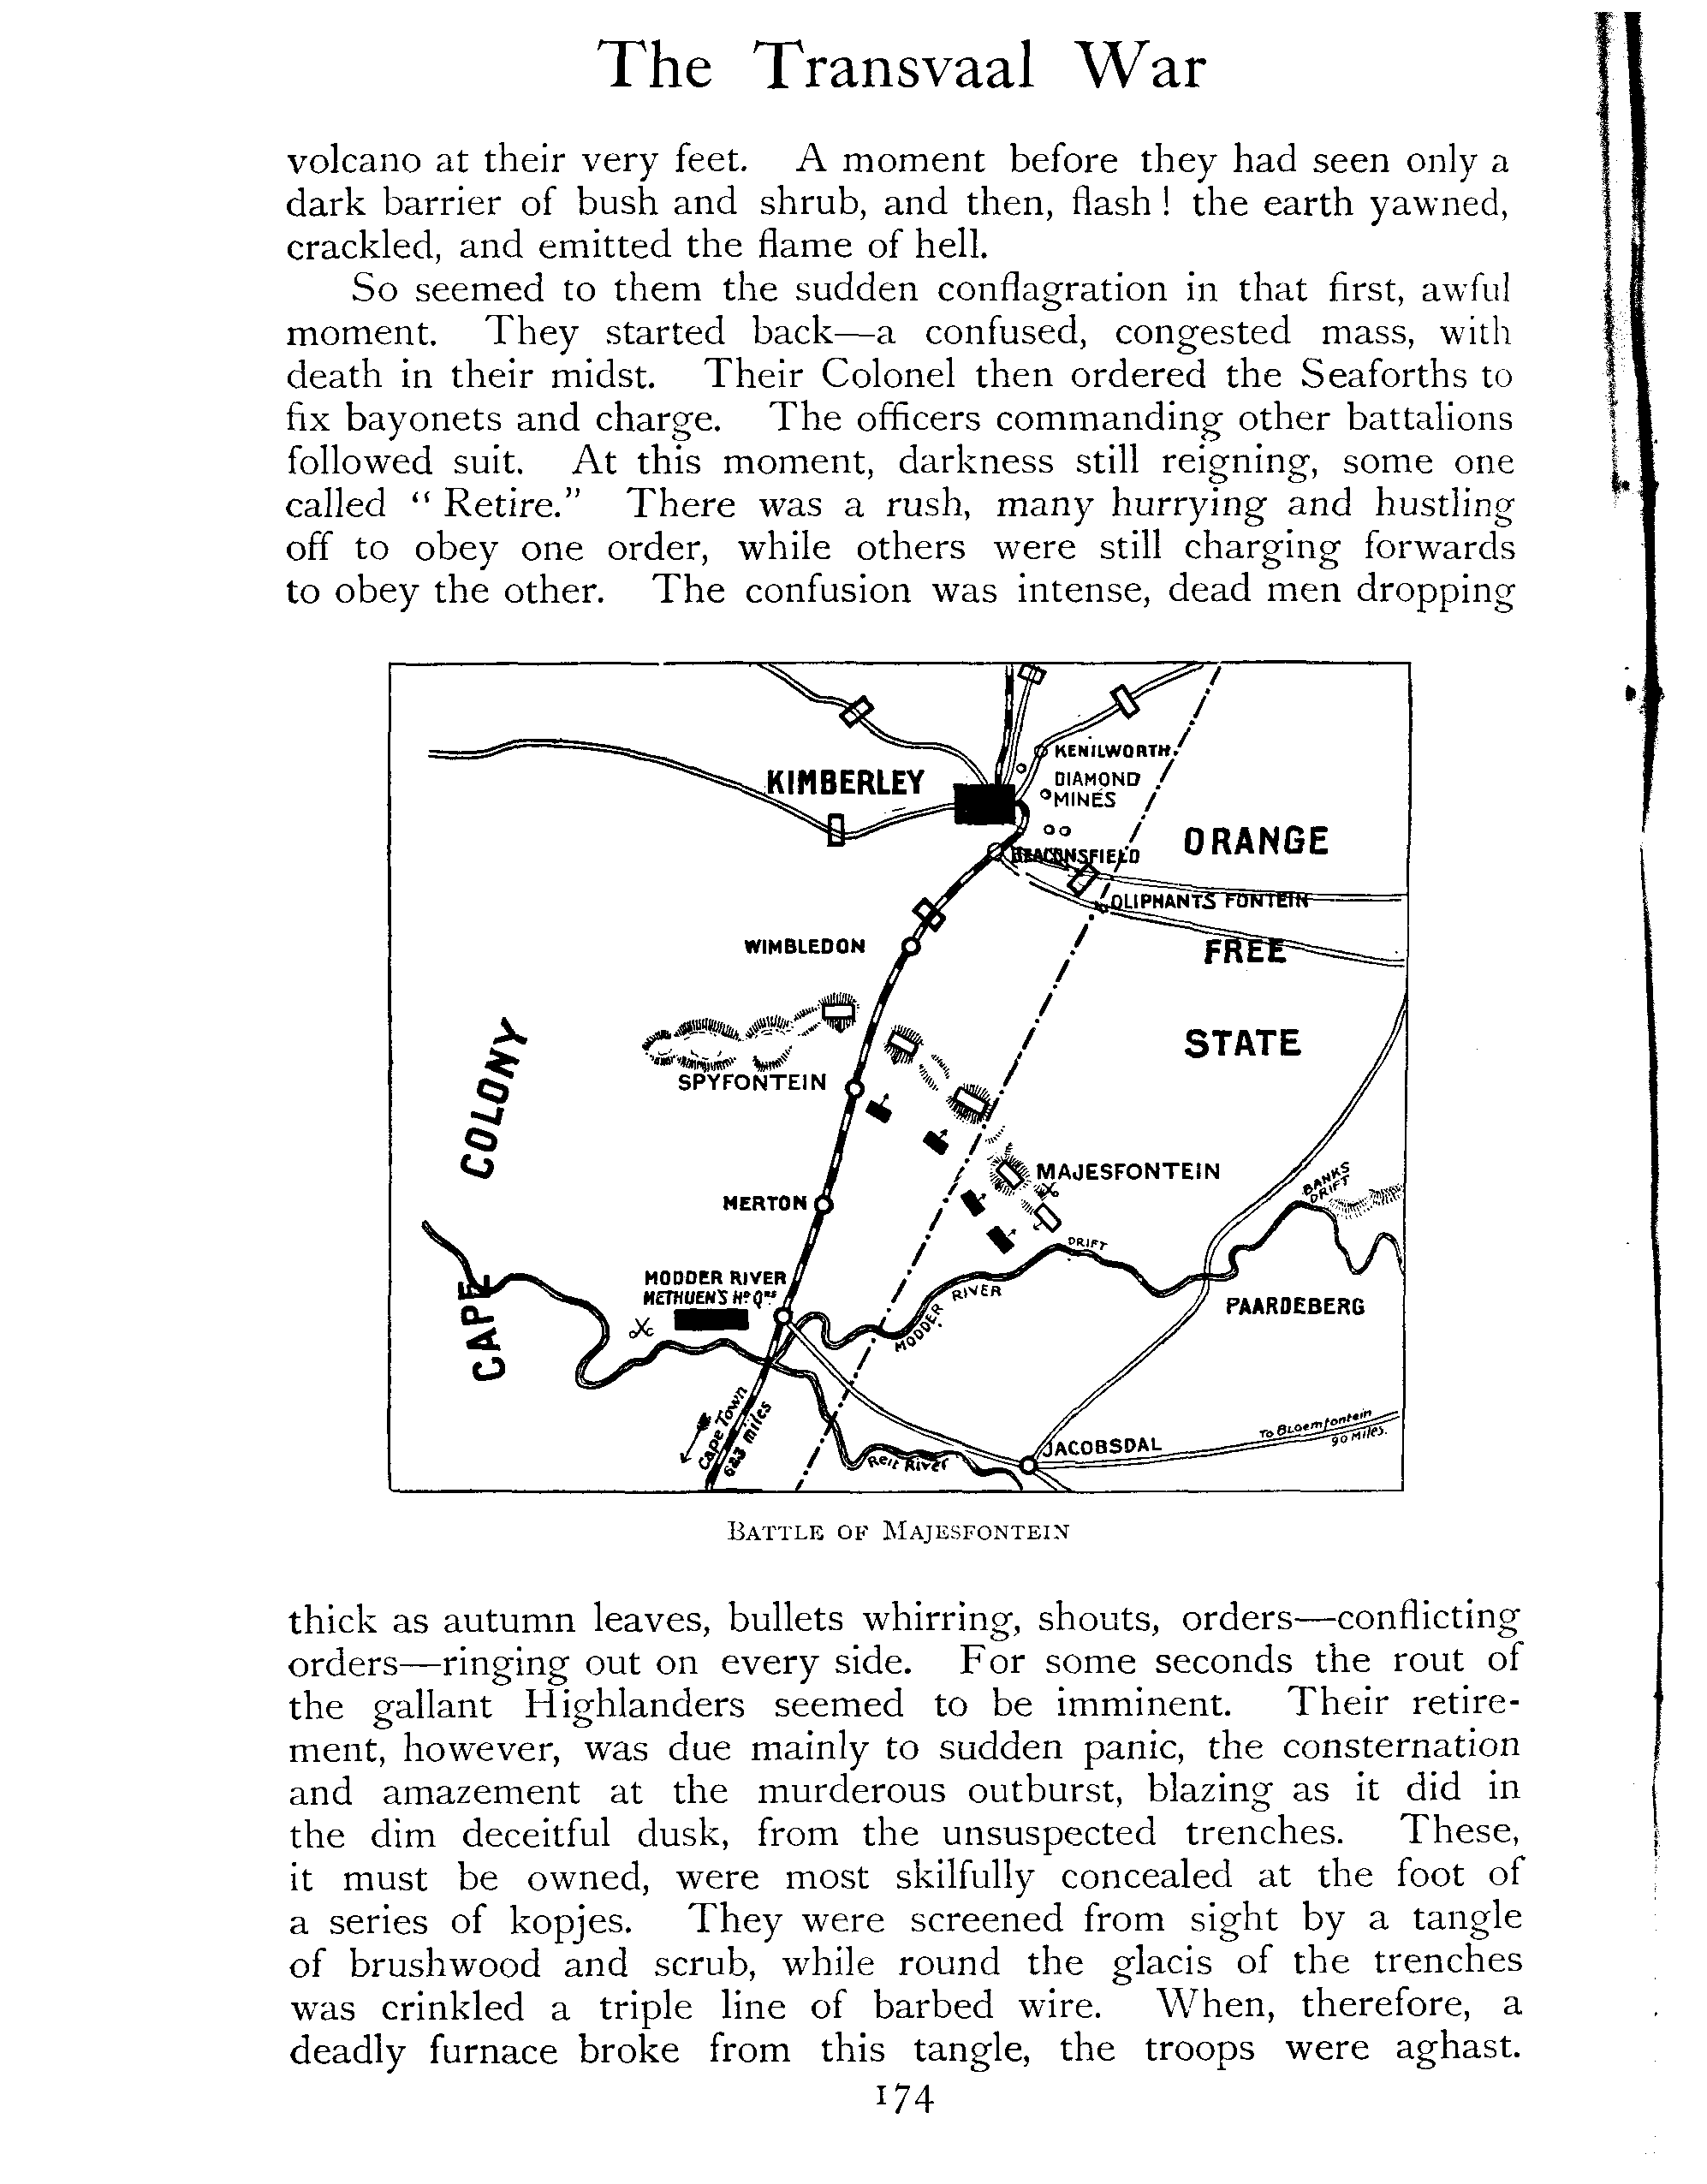 The Transvaal War
volcano at their very feet. A moment before they had seen only a
dark barrier of bush and shrub, and then, flash! the earth yawned,
crackled, and emitted the flame of hell.
So seemed to them the sudden conflagration in that first, awful
moment. They started back—a confused, congested mass, with
death in their midst. Their Colonel then ordered the Seaforths to
fix bayonets and charge. The officers commanding other battalions
followed suit. At this moment, darkness still reigning, some one
called “Retire.” There was a rush, many hurrying and hustling
off to obey one order, while others were still charging forwards
to obey the other. The confusion was intense, dead men dropping
KENILWORTH
KIMBERLEY
DIAMOND
MINES
ORANGE
BEACONSFIELD
OLIPHANTS FONTEIN
WIMBLEDON
FREE
STATE
SPYFONTEIN
CAPE COLONY
MAJESFONTEIN
BANKS
DRIFT
MERTON
DRIFT
MODDER RIVER
METHUEN'S Hd Qrs
MODDER RIVER
PAARDEBERG
Cape Town
623 miles
JACOBSDAL
To Bloemfontein
90 Miles.
Reit River
BATTLE OF MAJESFONTEIN
thick as autumn leaves, bullets whirring, shouts, orders—conflicting
orders—ringing out on every side. For some seconds the rout of
the gallant Highlanders seemed to be imminent. Their retire-
ment, however, was due mainly to sudden panic, the consternation
and amazement at the murderous outburst, blazing as it did in
the dim deceitful dusk, from the unsuspected trenches. These,
it must be owned, were most skilfully concealed at the foot of
a series of kopjes. They were screened from sight by a tangle
of brushwood and scrub, while round the glacis of the trenches
was crinkled a triple line of barbed wire. When, therefore, a
deadly furnace broke from this tangle, the troops were aghast.
174